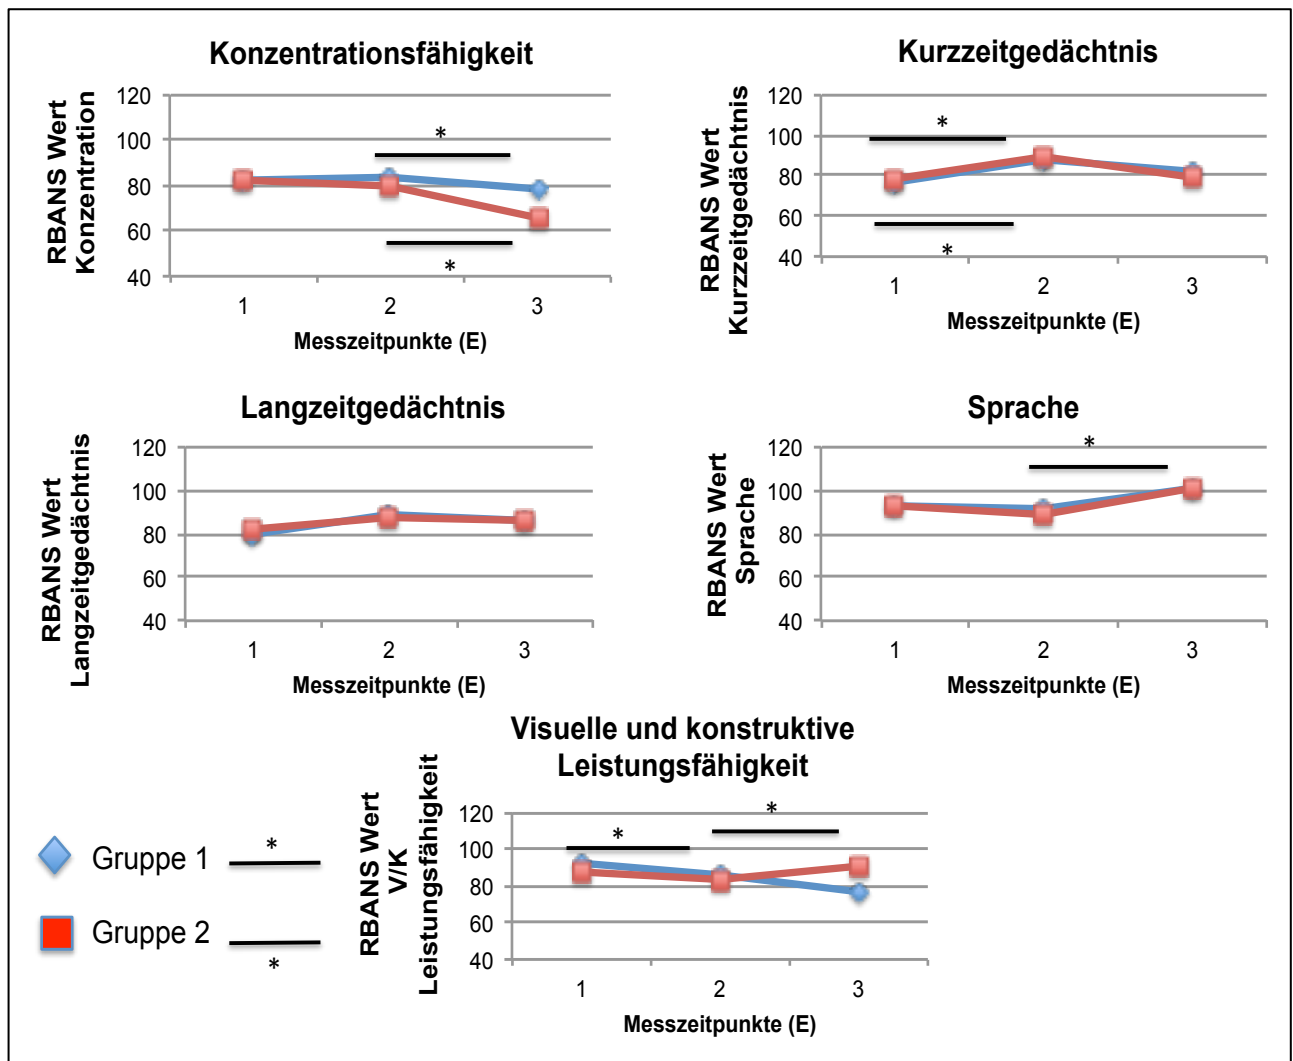 Konzentrationsfähigkeit
RBANS Wert
Konzentration
120
*
100
80
60
*
40
1 2 3
Messzeitpunkte (E)
Kurzzeitgedächtnis
RBANS Wert
Kurzzeitgedächtnis
120
*
100
80
60
*
40
1 2 3
Messzeitpunkte (E)
Langzeitgedächtnis
RBANS Wert
Langzeitgedächtnis
120
100
80
60
40
1 2 3
Messzeitpunkte (E)
Sprache
RBANS Wert
Sprache
120
*
100
80
60
40
1 2 3
Messzeitpunkte (E)
Visuelle und konstruktive
Leistungsfähigkeit
RBANS Wert
V/K
Leistungsfähigkeit
120
*
*
100
80
60
40
1 2 3
Messzeitpunkte (E)
*
Gruppe 1
Gruppe 2
*